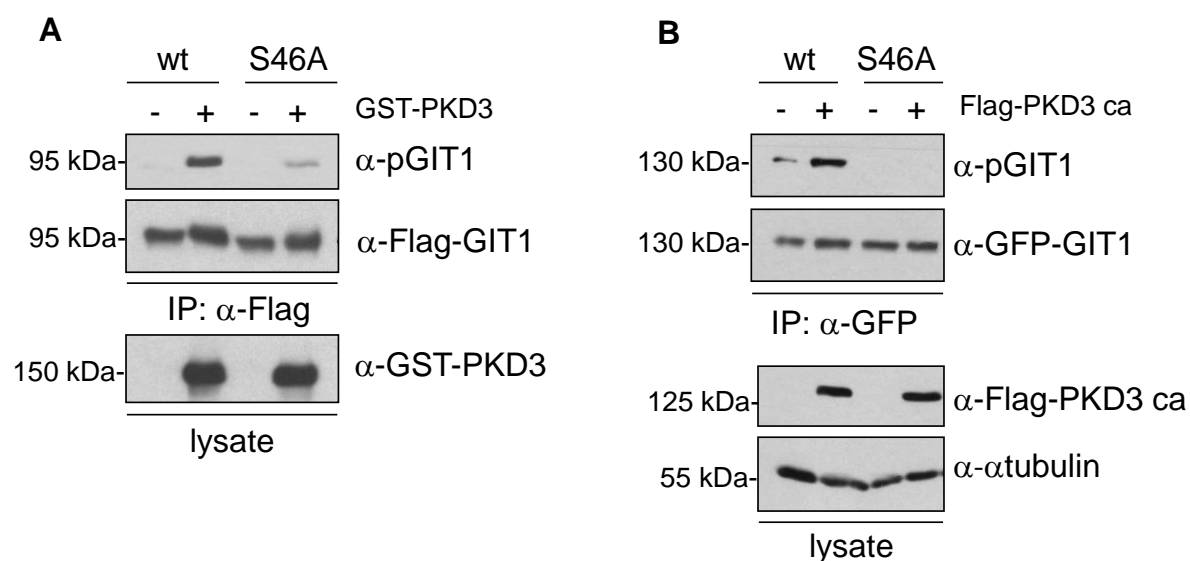 A
wt S46A
- + - + GST-PKD3
95 kDa- α-pGIT1
95 kDa- α-Flag-GIT1
IP: α-Flag
150 kDa- α-GST-PKD3
lysate
B
wt S46A
- + - + Flag-PKD3 ca
130 kDa- α-pGIT1
130 kDa- α-GFP-GIT1
IP: α-GFP
125 kDa- α-Flag-PKD3 ca
55 kDa- α-αtubulin
lysate